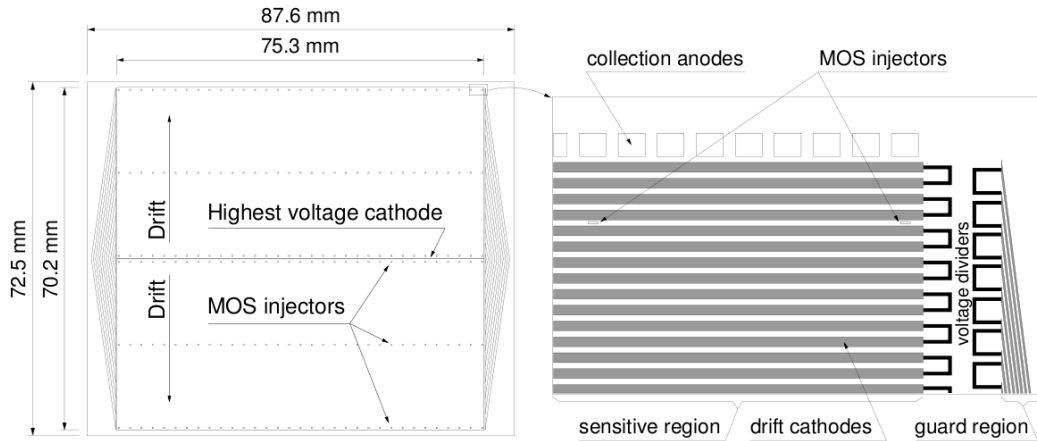 87.6 mm
75.3 mm
72.5 mm
70.2 mm
Drift
Highest voltage cathode
Drift
MOS injectors
collection anodes
MOS injectors
voltage dividers
sensitive region
drift cathodes
guard region